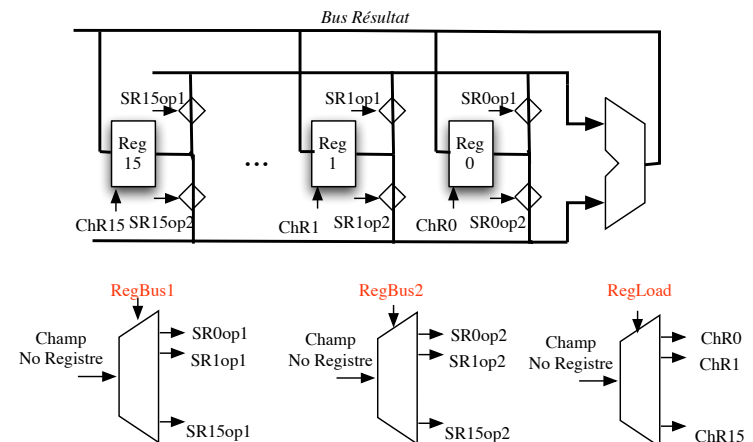 Bus Résultat
SR15op1
SR1op1
SR0op1
Reg
15
...
Reg
1
Reg
0
ChR15
SR15op2
ChR1
SR1op2
ChR0
SR0op2
RegBus1
RegBus2
RegLoad
Champ
No Registre
SR0op1
SR1op1
SR15op1
Champ
No Registre
SR0op2
SR1op2
SR15op2
Champ
No Registre
ChR0
ChR1
ChR15